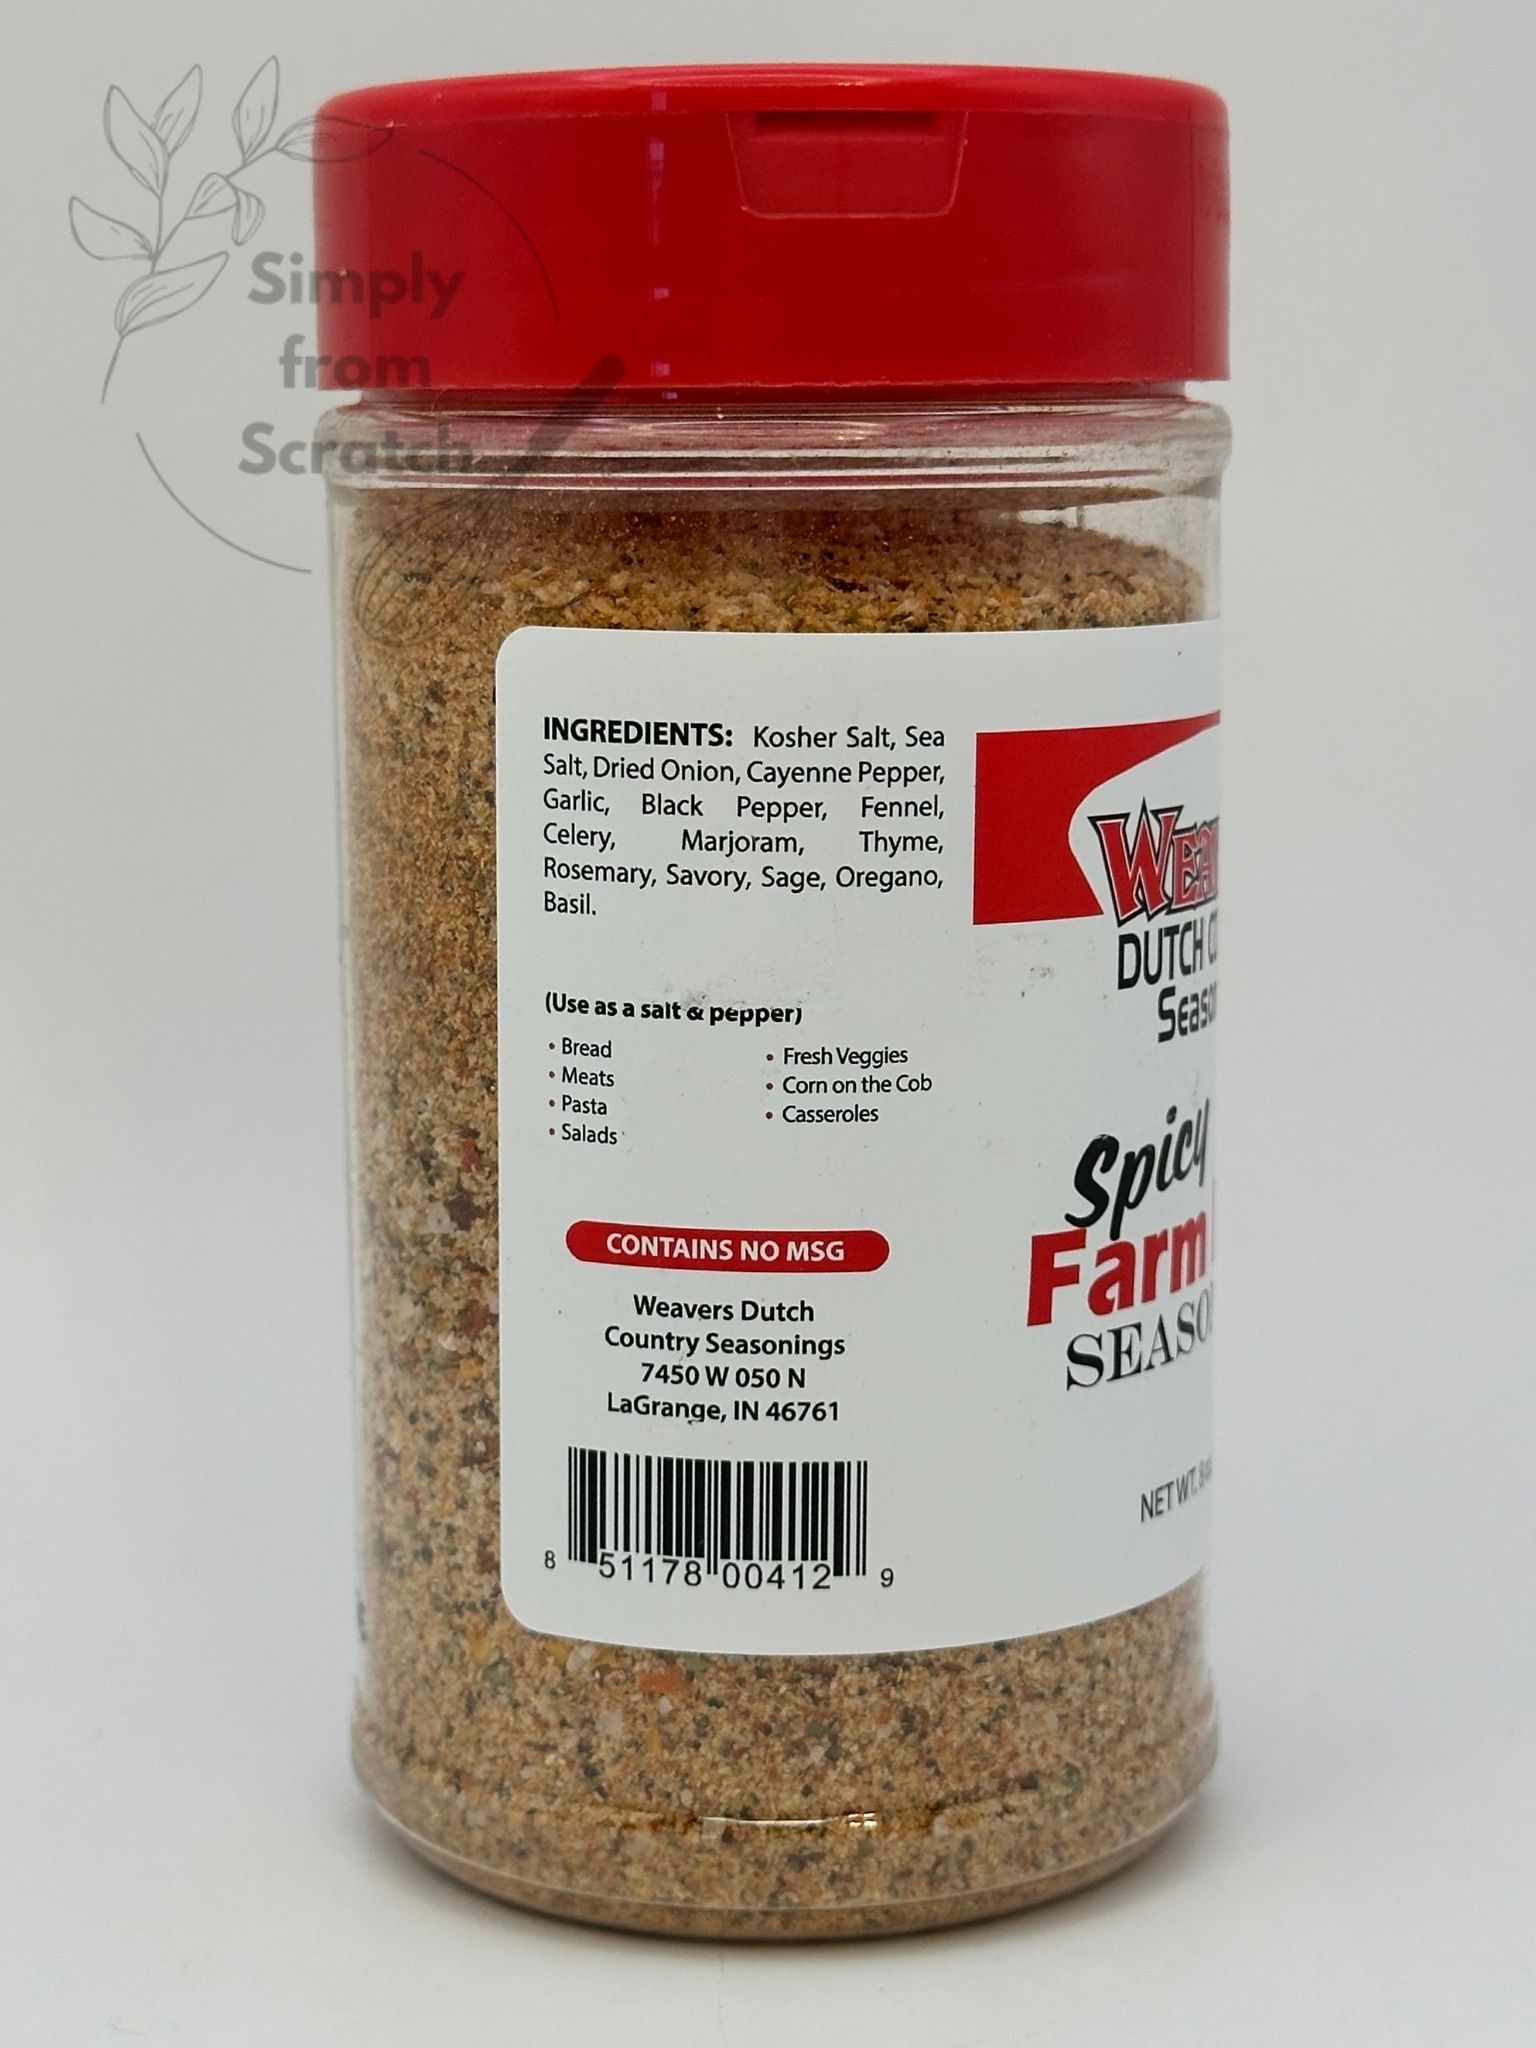 Simply
from
Scratch
INGREDIENTS: Kosher Salt, Sea
Salt, Dried Onion, Cayenne Pepper,
Garlic, Black Pepper, Fennel,
Celery, Marjoram, Thyme,
Rosemary, Savory, Sage, Oregano,
Basil.
(Use as a salt & pepper)
• Bread
• Meats
• Pasta
• Salads
• Fresh Veggies
• Corn on the Cob
• Casseroles
CONTAINS NO MSG
Weavers Dutch
Country Seasonings
7450 W 050 N
LaGrange, IN 46761
8 51178 00412 9
DUTCH
Spicy
Farm
NET WT. 8